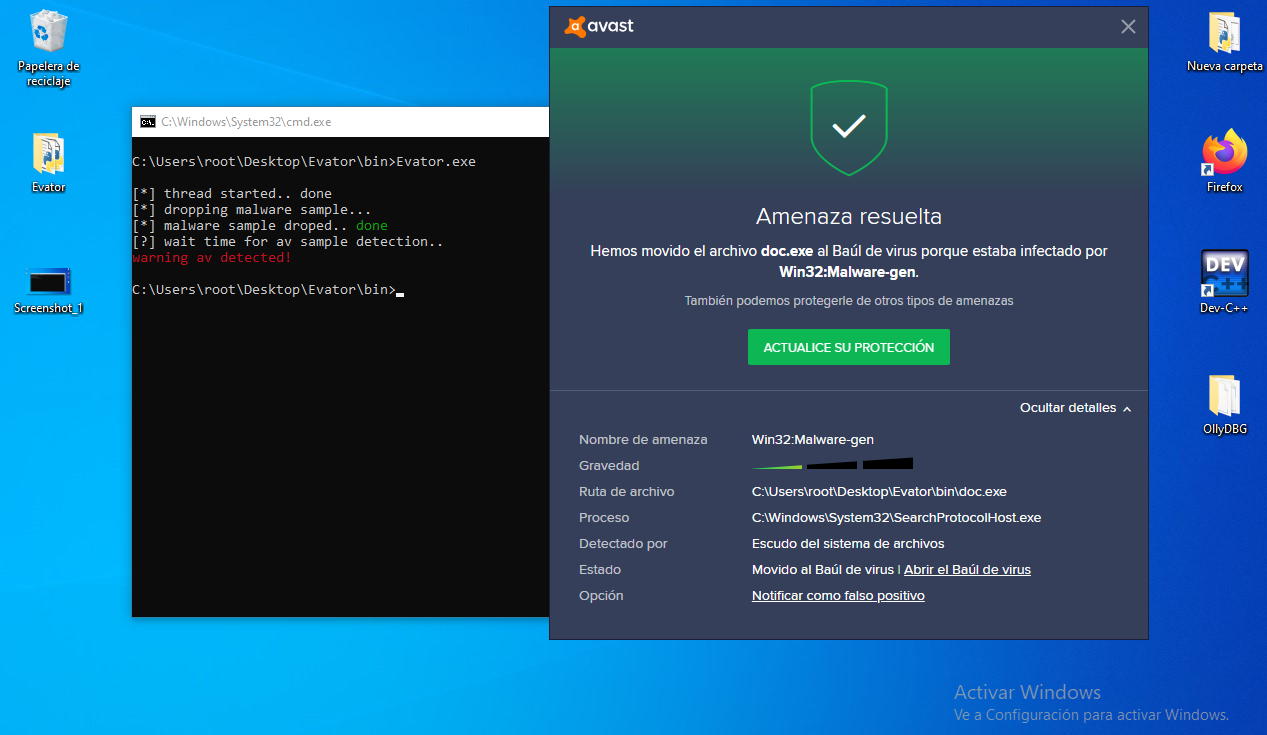 Papelera de
reciclaje
Evator
Screenshot_1
C:\Windows\System32\cmd.exe
C:\Users\root\Desktop\Evator\bin>Evator.exe
[*] thread started.. done
[*] dropping malware sample...
[*] malware sample droped.. done
[?] wait time for av sample detection..
warning av detected!
C:\Users\root\Desktop\Evator\bin>
avast
Amenaza resuelta
Hemos movido el archivo doc.exe al Baúl de virus porque estaba infectado por
Win32:Malware-gen.
También podemos protegerle de otros tipos de amenazas
ACTUALICE SU PROTECCIÓN
Ocultar detalles
Nombre de amenaza Win32:Malware-gen
Gravedad
Ruta de archivo C:\Users\root\Desktop\Evator\bin\doc.exe
Proceso C:\Windows\System32\SearchProtocolHost.exe
Detectado por Escudo del sistema de archivos
Estado Movido al Baúl de virus | Abrir el Baúl de virus
Opción Notificar como falso positivo
Nueva carpeta
Firefox
DEV
C++
Dev-C++
OllyDBG
Activar Windows
Ve a Configuración para activar Windows.